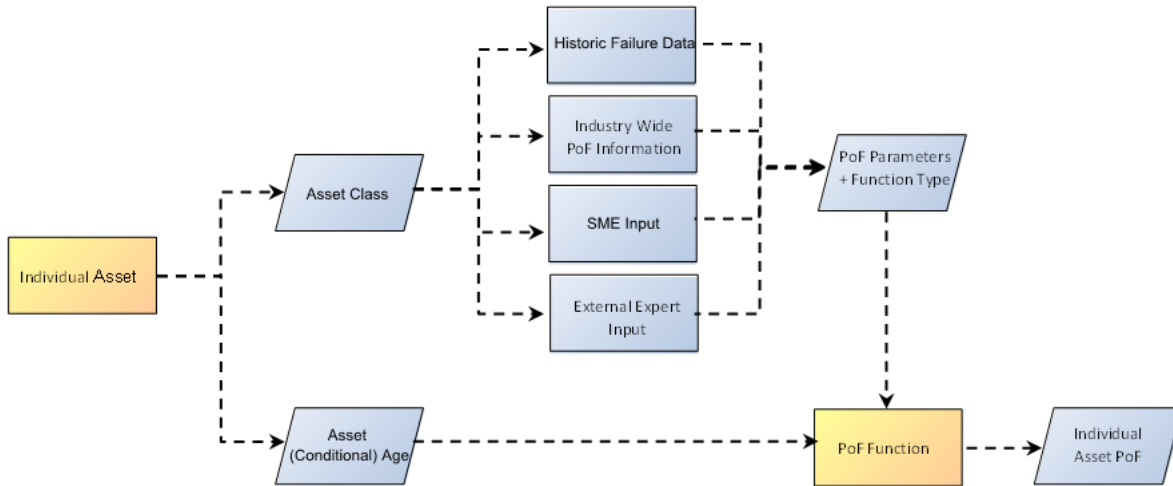 Historic Failure Data
Industry Wide
PoF Information
Asset Class
PoF Parameters
+ Function Type
SME Input
Individual Asset
External Expert
Input
Asset
(Conditional) Age
PoF Function
Individual
Asset PoF